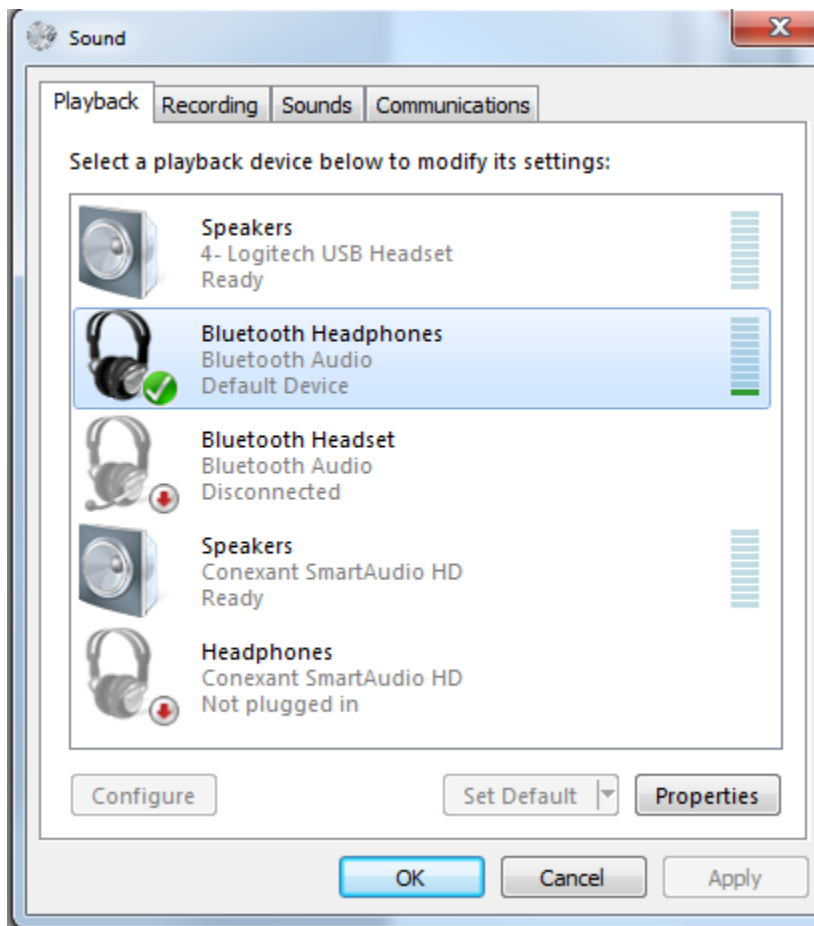 Sound
Playback Recording Sounds Communications
Select a playback device below to modify its settings:
Speakers
4- Logitech USB Headset
Ready
Bluetooth Headphones
Bluetooth Audio
Default Device
Bluetooth Headset
Bluetooth Audio
Disconnected
Speakers
Conexant SmartAudio HD
Ready
Headphones
Conexant SmartAudio HD
Not plugged in
Configure Set Default Properties
OK Cancel Apply